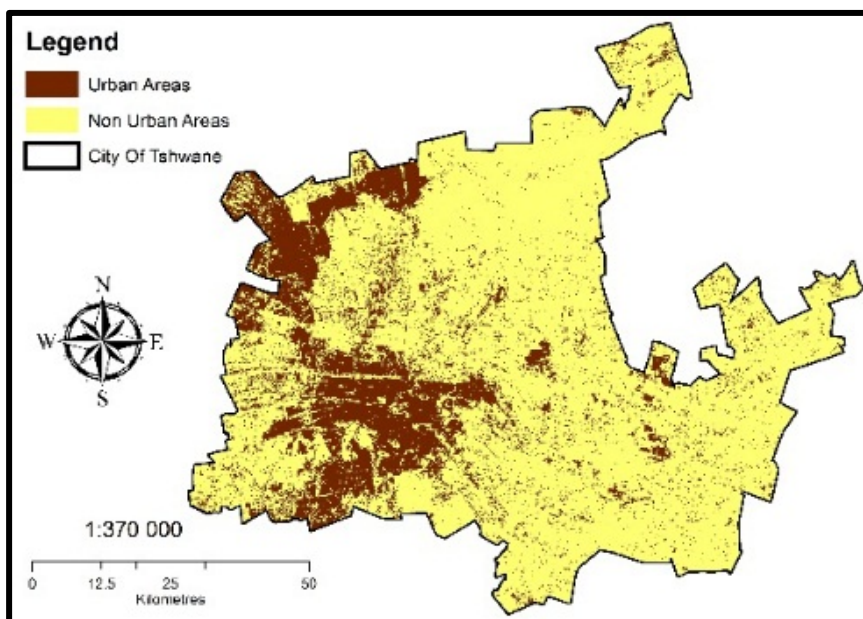 Legend
Urban Areas
Non Urban Areas
City Of Tshwane
N
W E
S
1:370 000
0 12.5 25 50
Kilometres